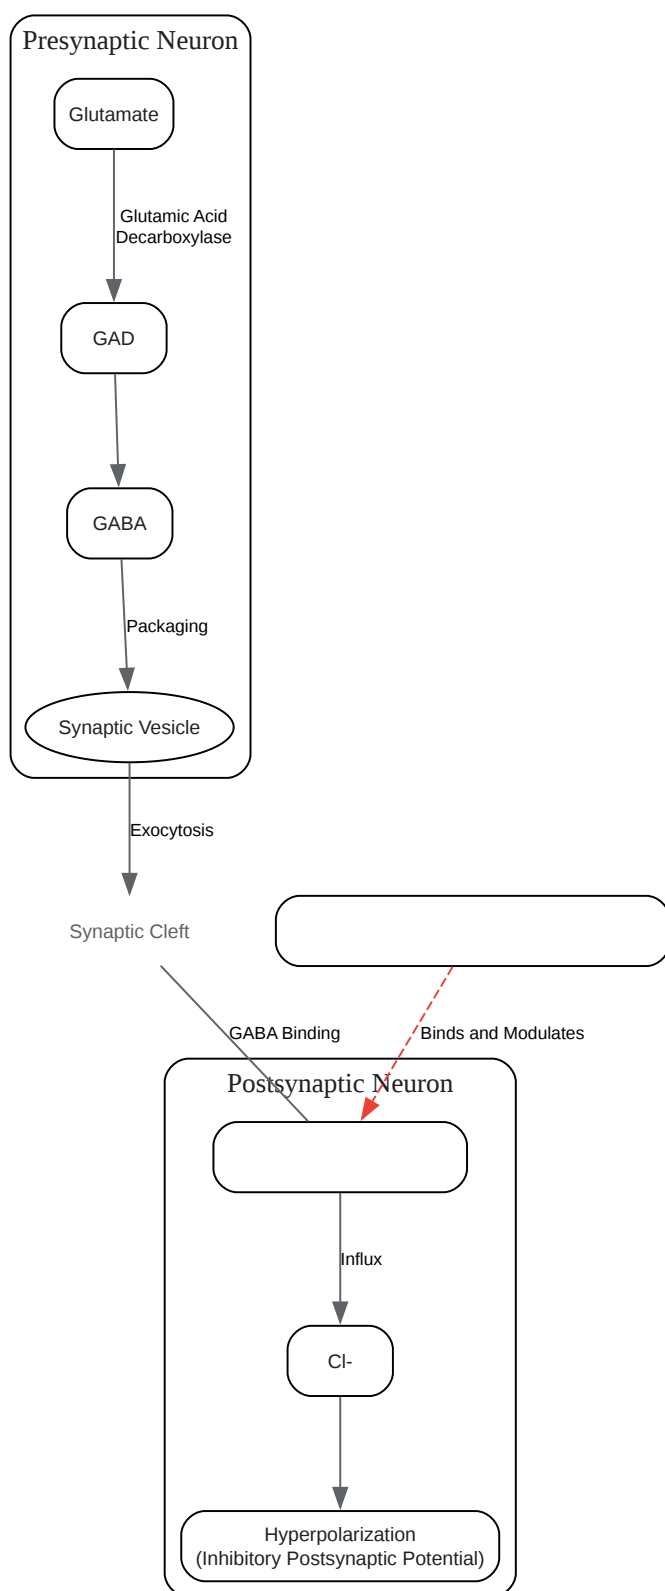 Presynaptic Neuron
Glutamate
Glutamic Acid
Decarboxylase
GAD
GABA
Packaging
Synaptic Vesicle
Exocytosis
Synaptic Cleft
GABA Binding
Binds and Modulates
Postsynaptic Neuron
Influx
Cl-
Hyperpolarization
(Inhibitory Postsynaptic Potential)